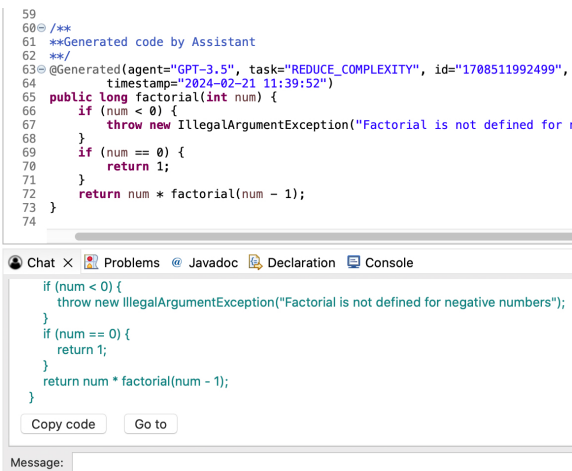 59
60 /**
61 **Generated code by Assistant
62 **/
63 @Generated(agent="GPT-3.5", task="REDUCE_COMPLEXITY", id="1708511992499",
64         timestamp="2024-02-21 11:39:52")
65 public long factorial(int num) {
66     if (num < 0) {
67         throw new IllegalArgumentException("Factorial is not defined for
68     }
69     if (num == 0) {
70         return 1;
71     }
72     return num * factorial(num - 1);
73 }
74
Chat Problems @ Javadoc Declaration Console
if (num < 0) {
throw new IllegalArgumentException("Factorial is not defined for negative numbers");
}
if (num == 0) {
return 1;
}
return num * factorial(num - 1);
}
Copy code Go to
Message: